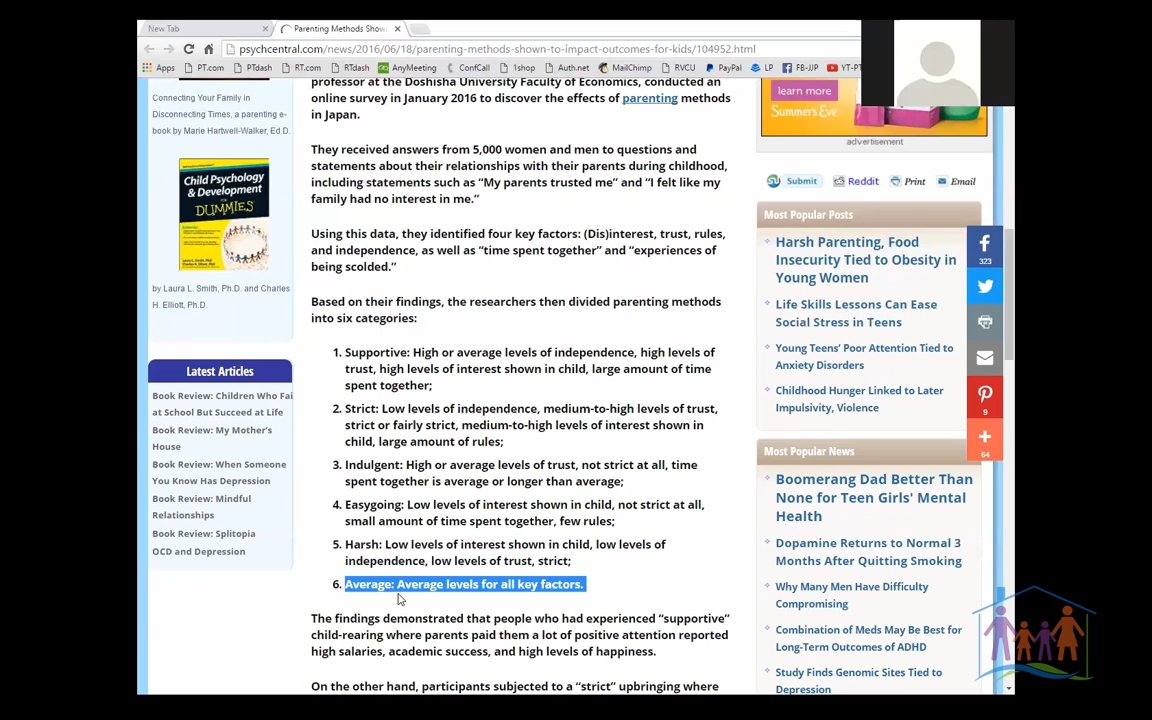 New Tab
Parenting Methods Show
psychcentral.com/news/2016/06/18/parenting-methods-shown-to-impact-outcomes-for-kids/104952.html
Apps PT.com PTdash RT.com RTdash AnyMeeting ConfCall 1shop Auth.net MailChimp RVCU PayPal LP FB-JJP YT-PT
Connecting Your Family in
Disconnecting Times, a parenting e-
book by Marie Hartwell-Walker, Ed.D.
Child Psychology
& Development
FOR
DUMMIES
by Laura L. Smith, Ph.D. and Charles
H. Elliott, Ph.D.
Latest Articles
Book Review: Children Who Fai
at School But Succeed at Life
Book Review: My Mother's
House
Book Review: When Someone
You Know Has Depression
Book Review: Mindful
Relationships
Book Review: Splitopia
OCD and Depression
professor at the Doshisha University Faculty of Economics, conducted an
online survey in January 2016 to discover the effects of parenting methods
in Japan.
They received answers from 5,000 women and men to questions and
statements about their relationships with their parents during childhood,
including statements such as “My parents trusted me” and “I felt like my
family had no interest in me.”
Using this data, they identified four key factors: (Dis)interest, trust, rules,
and independence, as well as “time spent together” and “experiences of
being scolded.”
Based on their findings, the researchers then divided parenting methods
into six categories:
1. Supportive: High or average levels of independence, high levels of
trust, high levels of interest shown in child, large amount of time
spent together;
2. Strict: Low levels of independence, medium-to-high levels of trust,
strict or fairly strict, medium-to-high levels of interest shown in
child, large amount of rules;
3. Indulgent: High or average levels of trust, not strict at all, time
spent together is average or longer than average;
4. Easygoing: Low levels of interest shown in child, not strict at all,
small amount of time spent together, few rules;
5. Harsh: Low levels of interest shown in child, low levels of
independence, low levels of trust, strict;
6. Average: Average levels for all key factors.
The findings demonstrated that people who had experienced “supportive”
child-rearing where parents paid them a lot of positive attention reported
high salaries, academic success, and high levels of happiness.
On the other hand, participants subjected to a “strict” upbringing where
learn more
Summer's Eve
advertisement
Submit Reddit Print Email
Most Popular Posts
Harsh Parenting, Food
Insecurity Tied to Obesity in
Young Women
Life Skills Lessons Can Ease
Social Stress in Teens
Young Teens' Poor Attention Tied to
Anxiety Disorders
Childhood Hunger Linked to Later
Impulsivity, Violence
Most Popular News
Boomerang Dad Better Than
None for Teen Girls' Mental
Health
Dopamine Returns to Normal 3
Months After Quitting Smoking
Why Many Men Have Difficulty
Compromising
Combination of Meds May Be Best for
Long-Term Outcomes of ADHD
Study Finds Genomic Sites Tied to
Depression
323
9
64